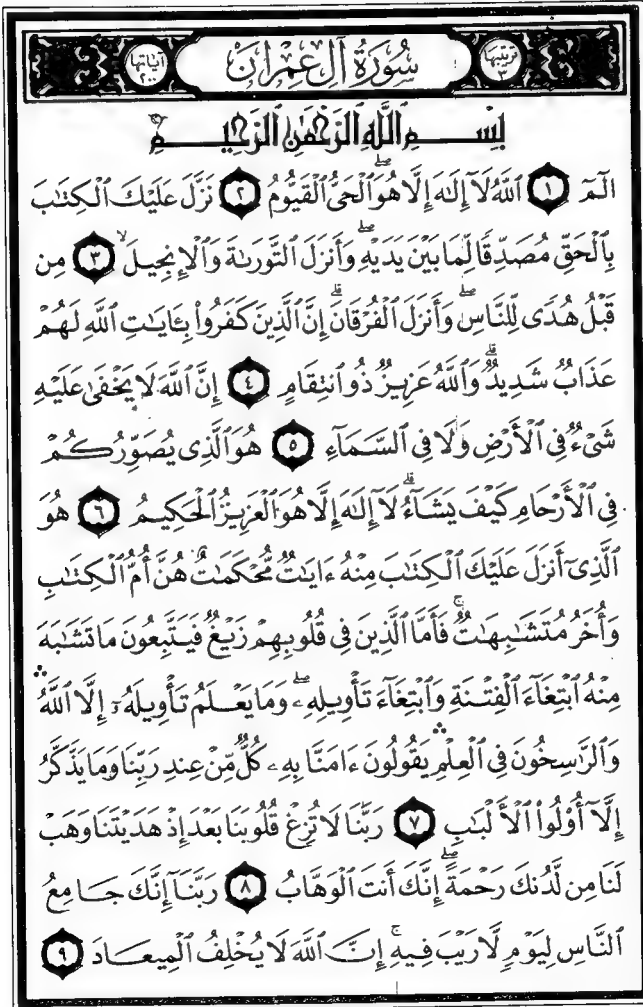 ترتيبها ٣ سُورَةُ آلِ عِمْرَانَ آيَاتُهَا ٢٠٠
بِسْمِ ٱللَّهِ ٱلرَّحْمَٰنِ ٱلرَّحِيمِ
الٓمٓ ١ ٱللَّهُ لَآ إِلَٰهَ إِلَّا هُوَ ٱلْحَىُّ ٱلْقَيُّومُ ٢ نَزَّلَ عَلَيْكَ ٱلْكِتَٰبَ
بِٱلْحَقِّ مُصَدِّقًا لِّمَا بَيْنَ يَدَيْهِ ۖ وَأَنزَلَ ٱلتَّوْرَىٰةَ وَٱلْإِنجِيلَ ۙ ٣ مِن
قَبْلُ هُدًى لِّلنَّاسِ ۖ وَأَنزَلَ ٱلْفُرْقَانَ ۗ إِنَّ ٱلَّذِينَ كَفَرُوا۟ بِـَٔايَٰتِ ٱللَّهِ لَهُمْ
عَذَابٌ شَدِيدٌ ۗ وَٱللَّهُ عَزِيزٌ ذُو ٱنتِقَامٍ ٤ إِنَّ ٱللَّهَ لَا يَخْفَىٰ عَلَيْهِ
شَىْءٌ فِى ٱلْأَرْضِ وَلَا فِى ٱلسَّمَآءِ ٥ هُوَ ٱلَّذِى يُصَوِّرُكُمْ
فِى ٱلْأَرْحَامِ كَيْفَ يَشَآءُ ۚ لَآ إِلَٰهَ إِلَّا هُوَ ٱلْعَزِيزُ ٱلْحَكِيمُ ٦ هُوَ
ٱلَّذِىٓ أَنزَلَ عَلَيْكَ ٱلْكِتَٰبَ مِنْهُ ءَايَٰتٌ مُّحْكَمَٰتٌ هُنَّ أُمُّ ٱلْكِتَٰبِ
وَأُخَرُ مُتَشَٰبِهَٰتٌ ۖ فَأَمَّا ٱلَّذِينَ فِى قُلُوبِهِمْ زَيْغٌ فَيَتَّبِعُونَ مَا تَشَٰبَهَ
مِنْهُ ٱبْتِغَآءَ ٱلْفِتْنَةِ وَٱبْتِغَآءَ تَأْوِيلِهِۦ ۖ وَمَا يَعْلَمُ تَأْوِيلَهُۥٓ إِلَّا ٱللَّهُ ۛ
وَٱلرَّٰسِخُونَ فِى ٱلْعِلْمِ ۛ يَقُولُونَ ءَامَنَّا بِهِۦ كُلٌّ مِّنْ عِندِ رَبِّنَا وَمَا يَذَّكَّرُ
إِلَّآ أُو۟لُوا۟ ٱلْأَلْبَٰبِ ٧ رَبَّنَا لَا تُزِغْ قُلُوبَنَا بَعْدَ إِذْ هَدَيْتَنَا وَهَبْ
لَنَا مِن لَّدُنكَ رَحْمَةً ۖ إِنَّكَ أَنتَ ٱلْوَهَّابُ ٨ رَبَّنَآ إِنَّكَ جَامِعُ
ٱلنَّاسِ لِيَوْمٍ لَّا رَيْبَ فِيهِ ۚ إِنَّ ٱللَّهَ لَا يُخْلِفُ ٱلْمِيعَادَ ٩